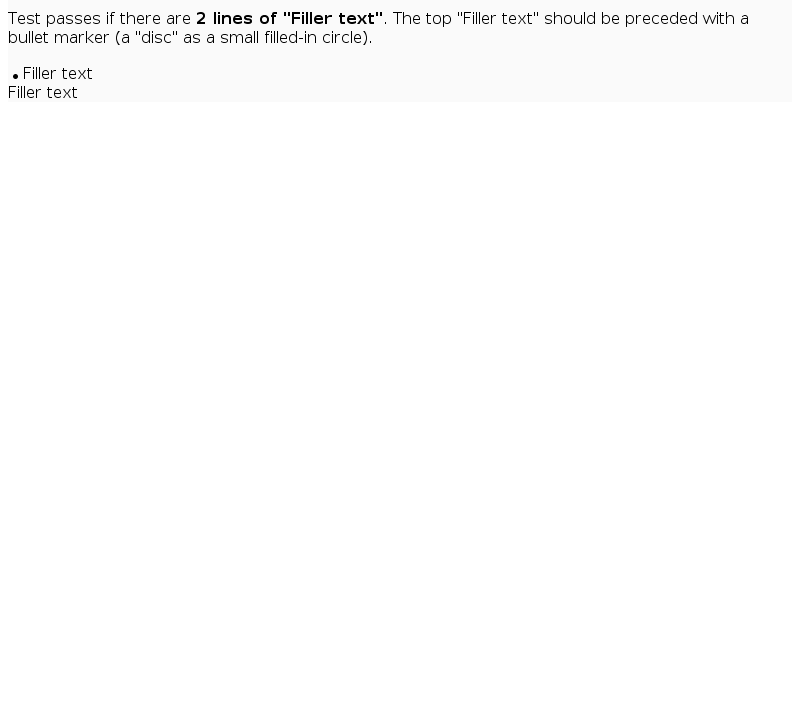 Test passes if there are 2 lines of "Filler text". The top "Filler text" should be preceded with a
bullet marker (a "disc" as a small filled-in circle).
• Filler text
Filler text